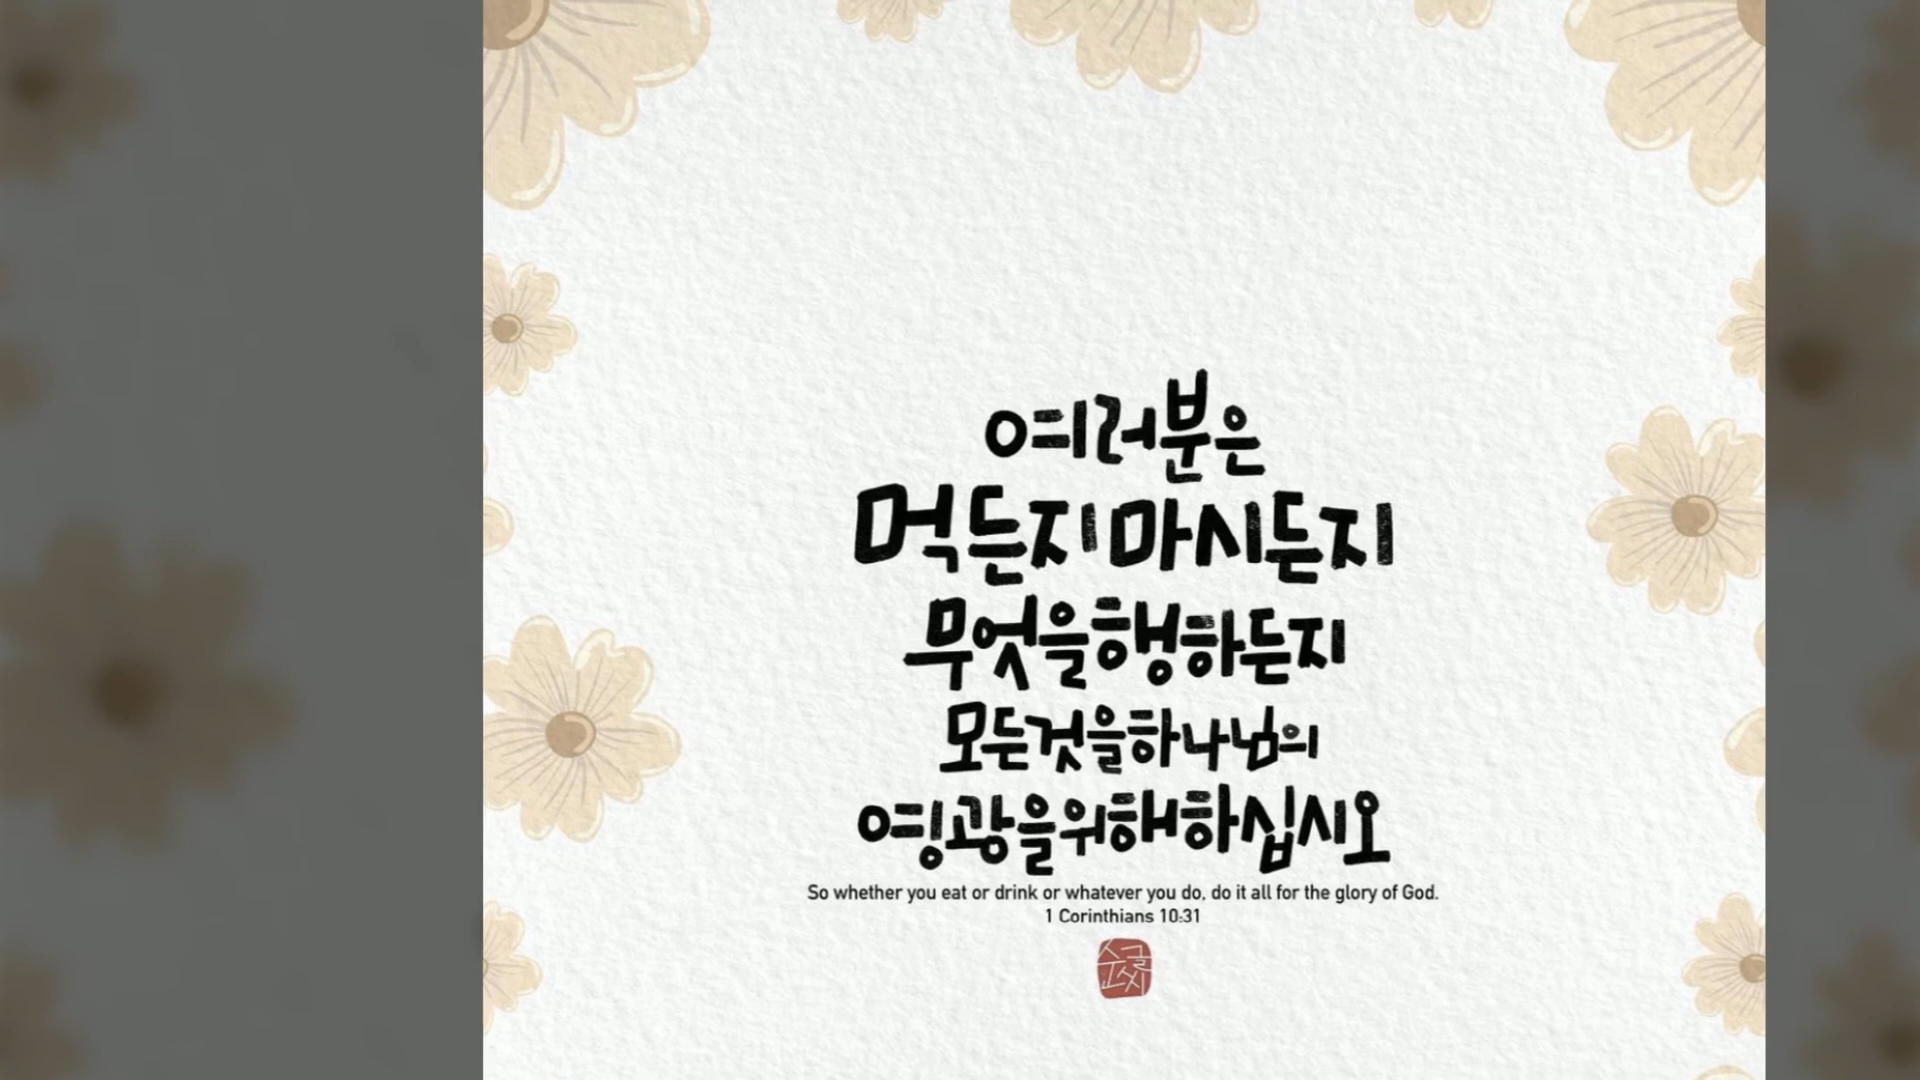 여러분은
먹든지 마시든지
무엇을 행하든지
모든것을 하나님의
영광을 위해 하십시오
So whether you eat or drink or whatever you do, do it all for the glory of God.
1 Corinthians 10:31